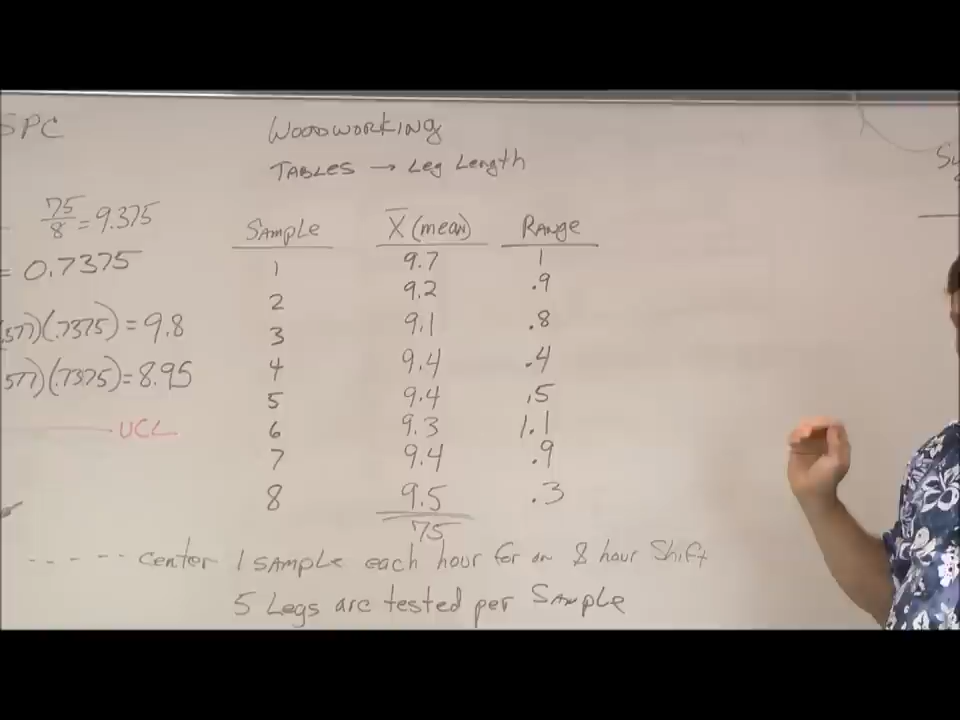 SPC
75/8 = 9.375
= 0.7375
.577)(.7375) = 9.8
577)(.7375) = 8.95
UCL
Woodworking
Tables → Leg Length
Sample X̄ (mean) Range
1 9.7 1
2 9.2 .9
3 9.1 .8
4 9.4 .4
5 9.4 .5
6 9.3 1.1
7 9.4 .9
8 9.5 .3
75
center
1 Sample each hour for an 8 hour Shift
5 Legs are tested per Sample